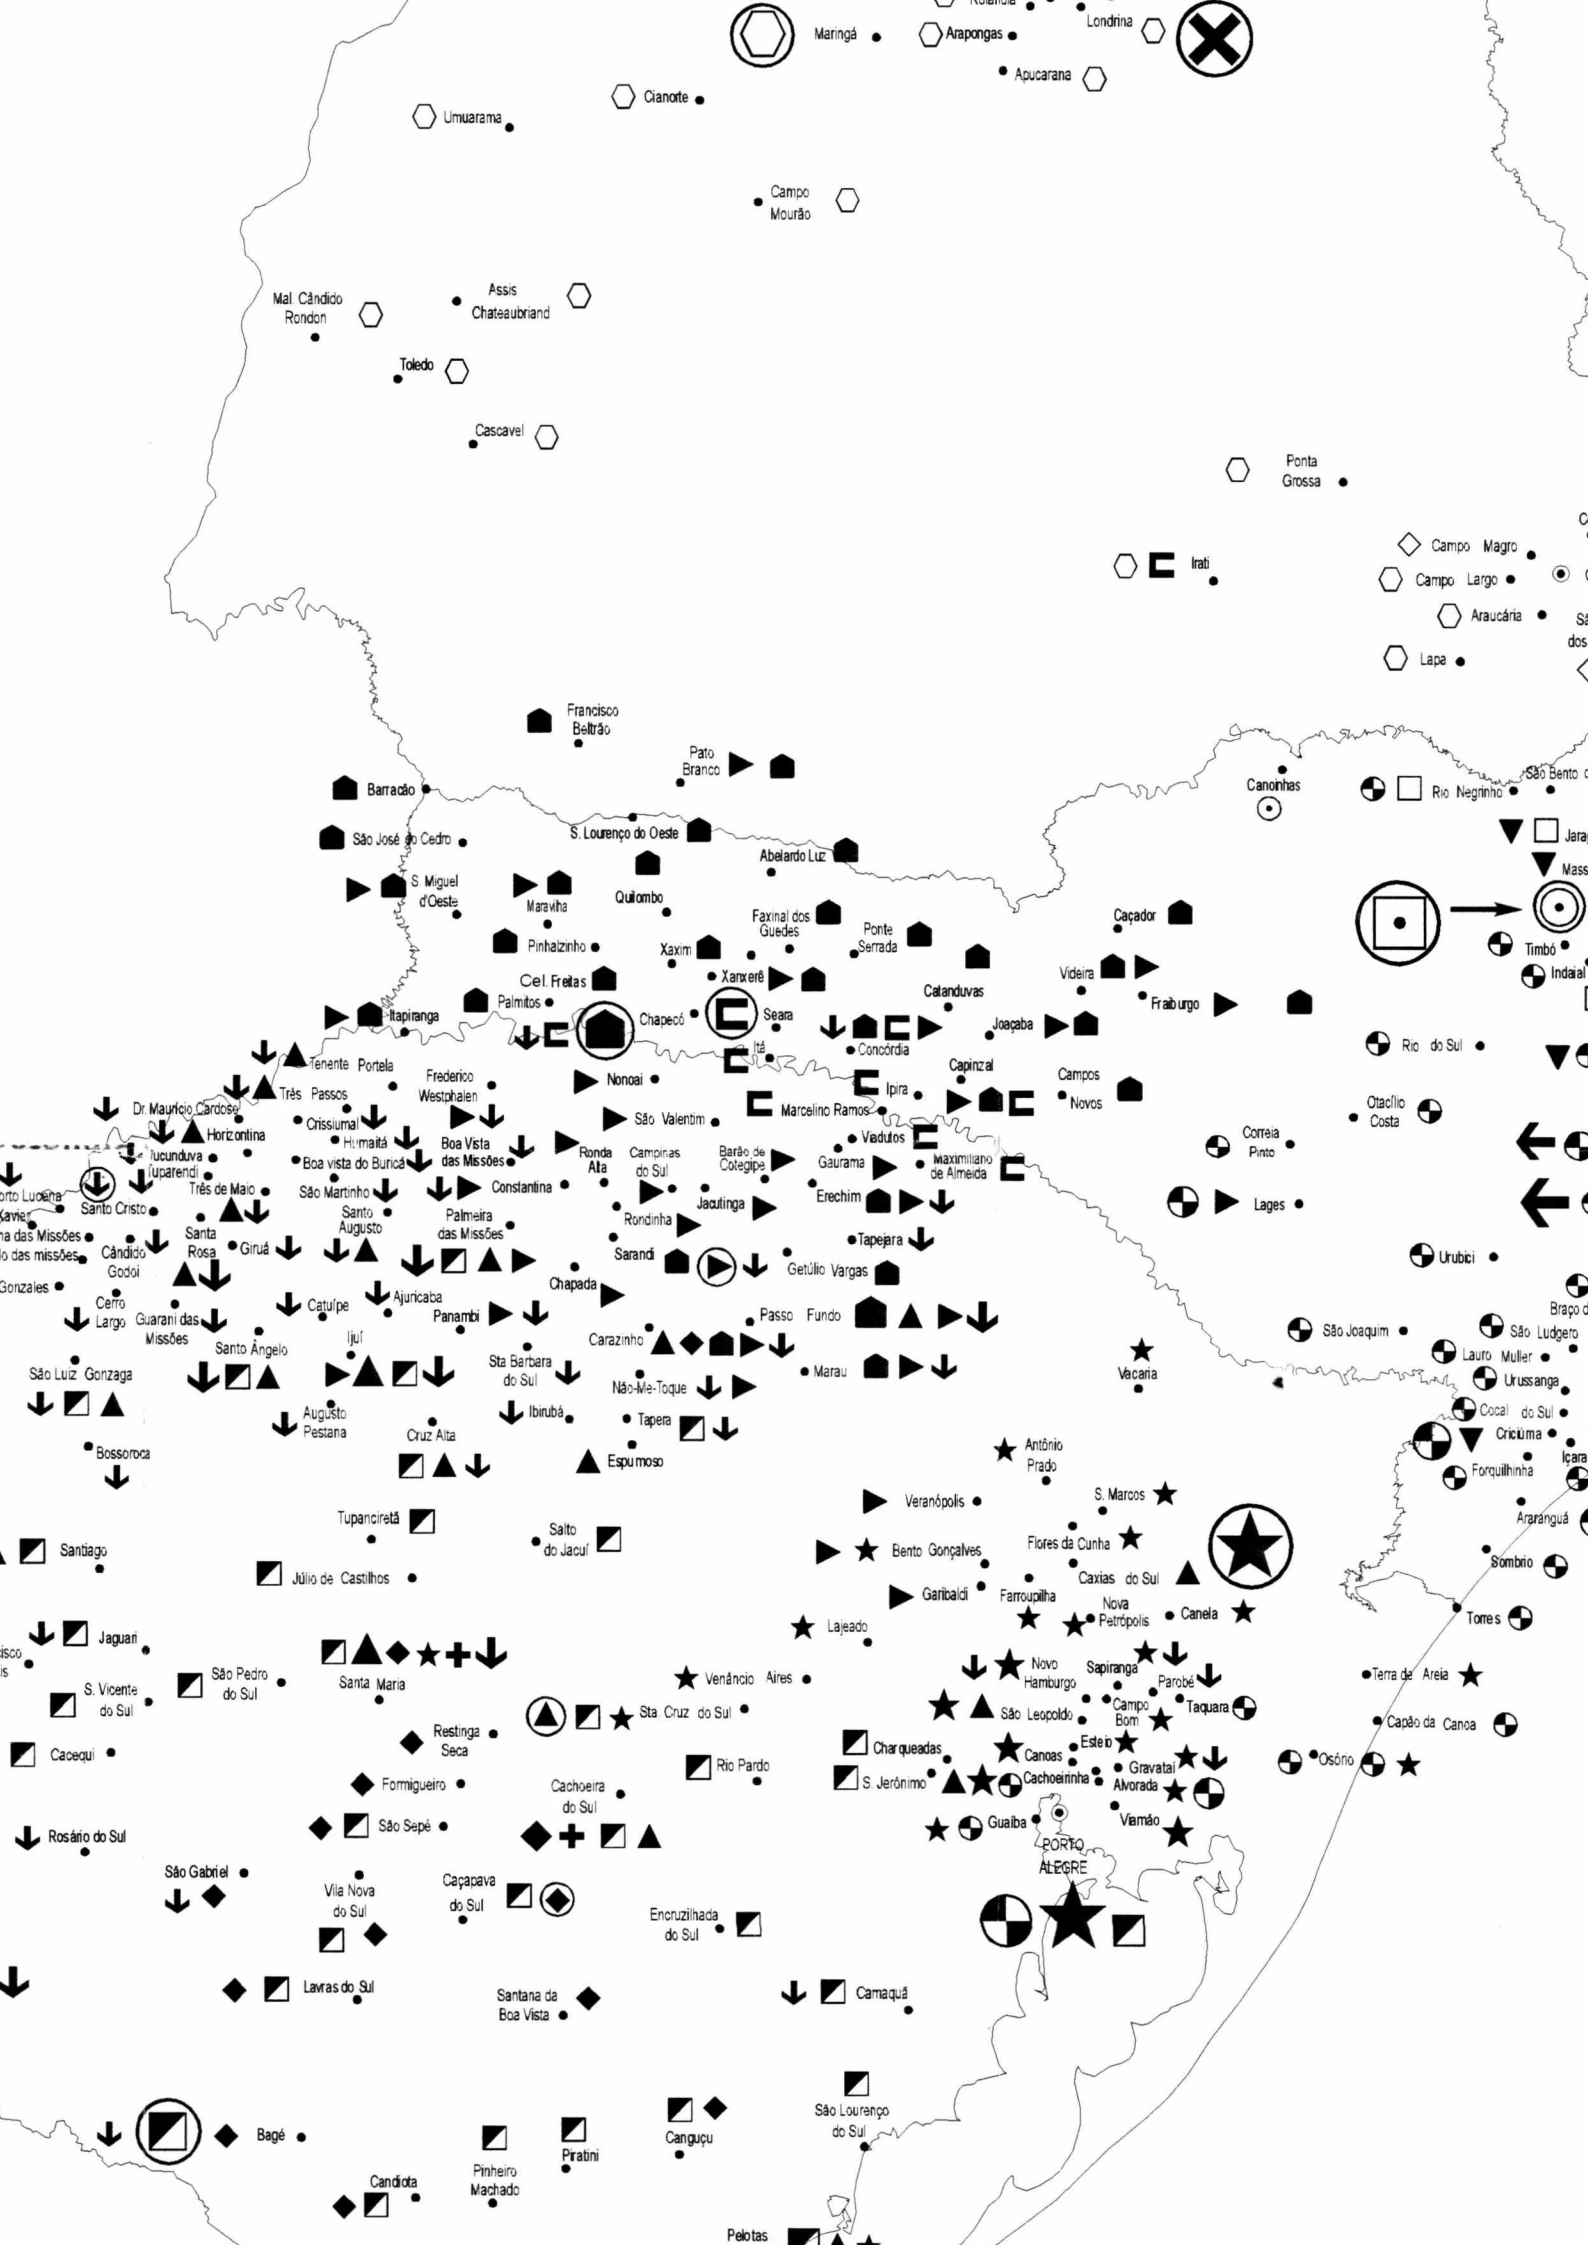 Londrina
Maringá
Arapongas
Apucarana
Cianorte
Umuarama
Campo
Mourão
Mal. Cândido
Rondon
Assis
Chateaubriand
Toledo
Cascavel
Ponta
Grossa
Irati
Campo Magro
Campo Largo
Araucária
Lapa
dos
Francisco
Beltrão
Pato
Branco
Barracão
Canoinhas
Rio Negrinho
São Bento
S. Lourenço do Oeste
São José do Cedro
Abelardo Luz
S. Miguel
d'Oeste
Maravilha
Quilombo
Faxinal dos
Guedes
Ponte
Serrada
Caçador
Pinhalzinho
Xaxim
Xanxerê
Videira
Timbó
Indaial
Cel. Freitas
Palmitos
Catanduvas
Fraiburgo
Itapiranga
Chapecó
Seara
Joaçaba
Concórdia
Rio do Sul
Itá
Tenente Portela
Frederico
Westphalen
Nonoai
Capinzal
Ipira
Campos
Novos
Três Passos
Dr. Maurício Cardoso
Crissiumal
São Valentim
Marcelino Ramos
Otacílio
Costa
Horizontina
Humaitá
Boa Vista
das Missões
Ronda
Alta
Campinas
do Sul
Barão de
Cotegipe
Viadutos
Gaurama
Maximiliano
de Almeida
Correia
Pinto
Tucunduva
Tuparendi
Boa vista do Buricá
Três de Maio
São Martinho
Constantina
Jacutinga
Erechim
Lages
Santo Cristo
Santo
Augusto
Palmeira
das Missões
Rondinha
Santa
Rosa
Giruá
Sarandi
Tapejara
Cândido
Godoi
Getúlio Vargas
Urubici
Gonzales
Chapada
Cerro
Largo
Guarani das
Missões
Catuípe
Ajuricaba
Panambi
Passo Fundo
São Joaquim
São Ludgero
Santo Ângelo
Ijuí
Carazinho
Lauro Muller
São Luiz Gonzaga
Sta Barbara
do Sul
Não-Me-Toque
Marau
Vacaria
Urussanga
Augusto
Pestana
Ibirubá
Tapera
Cocal do Sul
Criciúma
Bossoroca
Cruz Alta
Espumoso
Antônio
Prado
Forquilhinha
Içara
Veranópolis
S. Marcos
Araranguá
Tupanciretã
Salto
do Jacuí
Flores da Cunha
Santiago
Bento Gonçalves
Sombrio
Júlio de Castilhos
Caxias do Sul
Garibaldi
Farroupilha
Nova
Petrópolis
Canela
Torres
Lajeado
Jaguari
São Pedro
do Sul
Santa Maria
Venâncio Aires
Novo
Hamburgo
Sapiranga
Parobé
Terra de Areia
S. Vicente
do Sul
Sta. Cruz do Sul
São Leopoldo
Campo
Bom
Taquara
Capão da Canoa
Restinga
Seca
Cacequi
Charqueadas
Canoas
Esteio
Gravataí
Osório
Rio Pardo
S. Jerônimo
Cachoeirinha
Alvorada
Formigueiro
Cachoeira
do Sul
São Sepé
Guaíba
Viamão
Rosário do Sul
PORTO
ALEGRE
São Gabriel
Vila Nova
do Sul
Caçapava
do Sul
Encruzilhada
do Sul
Lavras do Sul
Santana da
Boa Vista
Camaquã
São Lourenço
do Sul
Bagé
Canguçu
Piratini
Pinheiro
Machado
Candiota
Pelotas